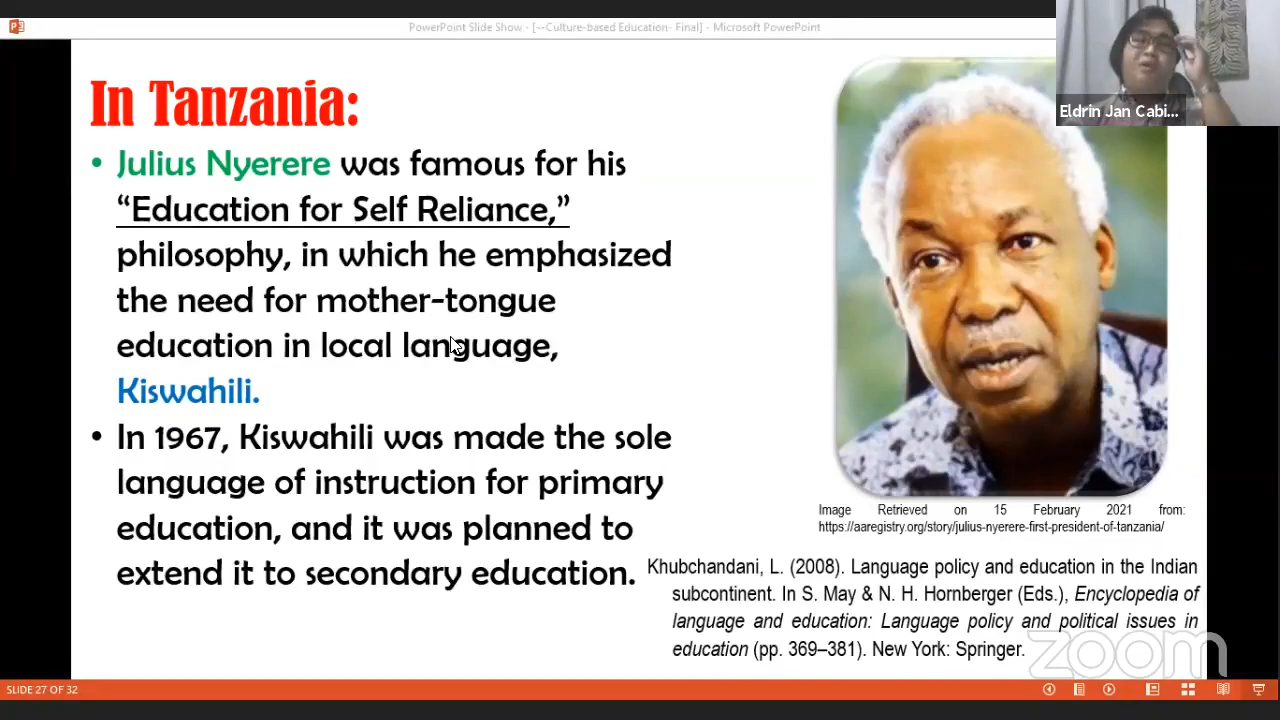 PowerPoint Slide Show - [--Culture-based Education- Final] - Microsoft PowerPoint
Eldrin Jan Cabi...
In Tanzania:
• Julius Nyerere was famous for his
“Education for Self Reliance,”
philosophy, in which he emphasized
the need for mother-tongue
education in local language,
Kiswahili.
• In 1967, Kiswahili was made the sole
language of instruction for primary
education, and it was planned to
extend it to secondary education.
Image Retrieved on 15 February 2021 from:
https://aaregistry.org/story/julius-nyerere-first-president-of-tanzania/
Khubchandani, L. (2008). Language policy and education in the Indian
subcontinent. In S. May & N. H. Hornberger (Eds.), Encyclopedia of
language and education: Language policy and political issues in
education (pp. 369–381). New York: Springer.
zoom
SLIDE 27 OF 32